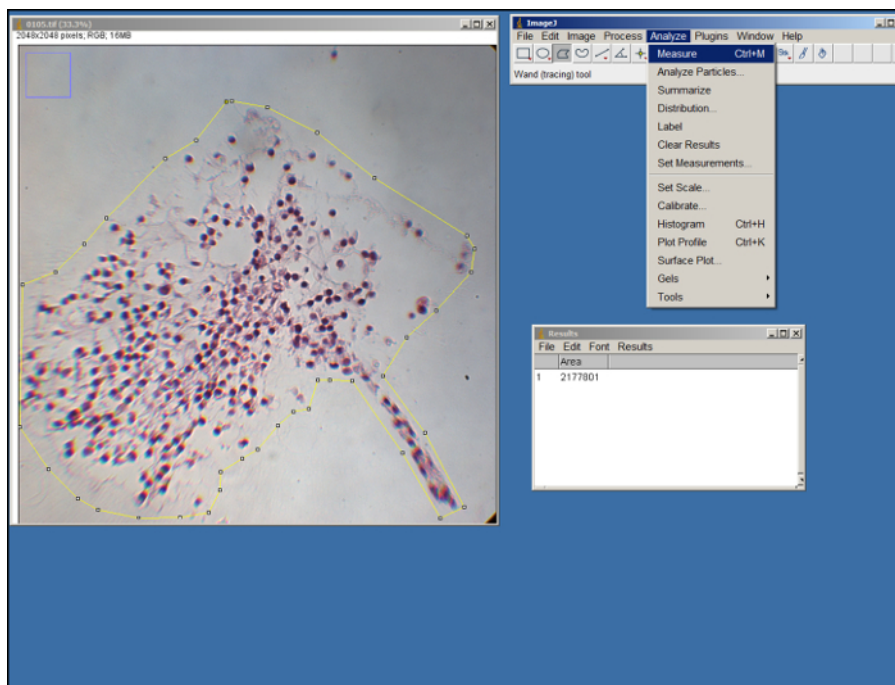 0105.tif (33.3%)
2048x2048 pixels; RGB; 16MB
ImageJ
File Edit Image Process Analyze Plugins Window Help
Wand (tracing) tool
Measure Ctrl+M
Analyze Particles...
Summarize
Distribution...
Label
Clear Results
Set Measurements...
Set Scale...
Calibrate...
Histogram Ctrl+H
Plot Profile Ctrl+K
Surface Plot...
Gels
Tools
Results
File Edit Font Results
Area
1 2177801